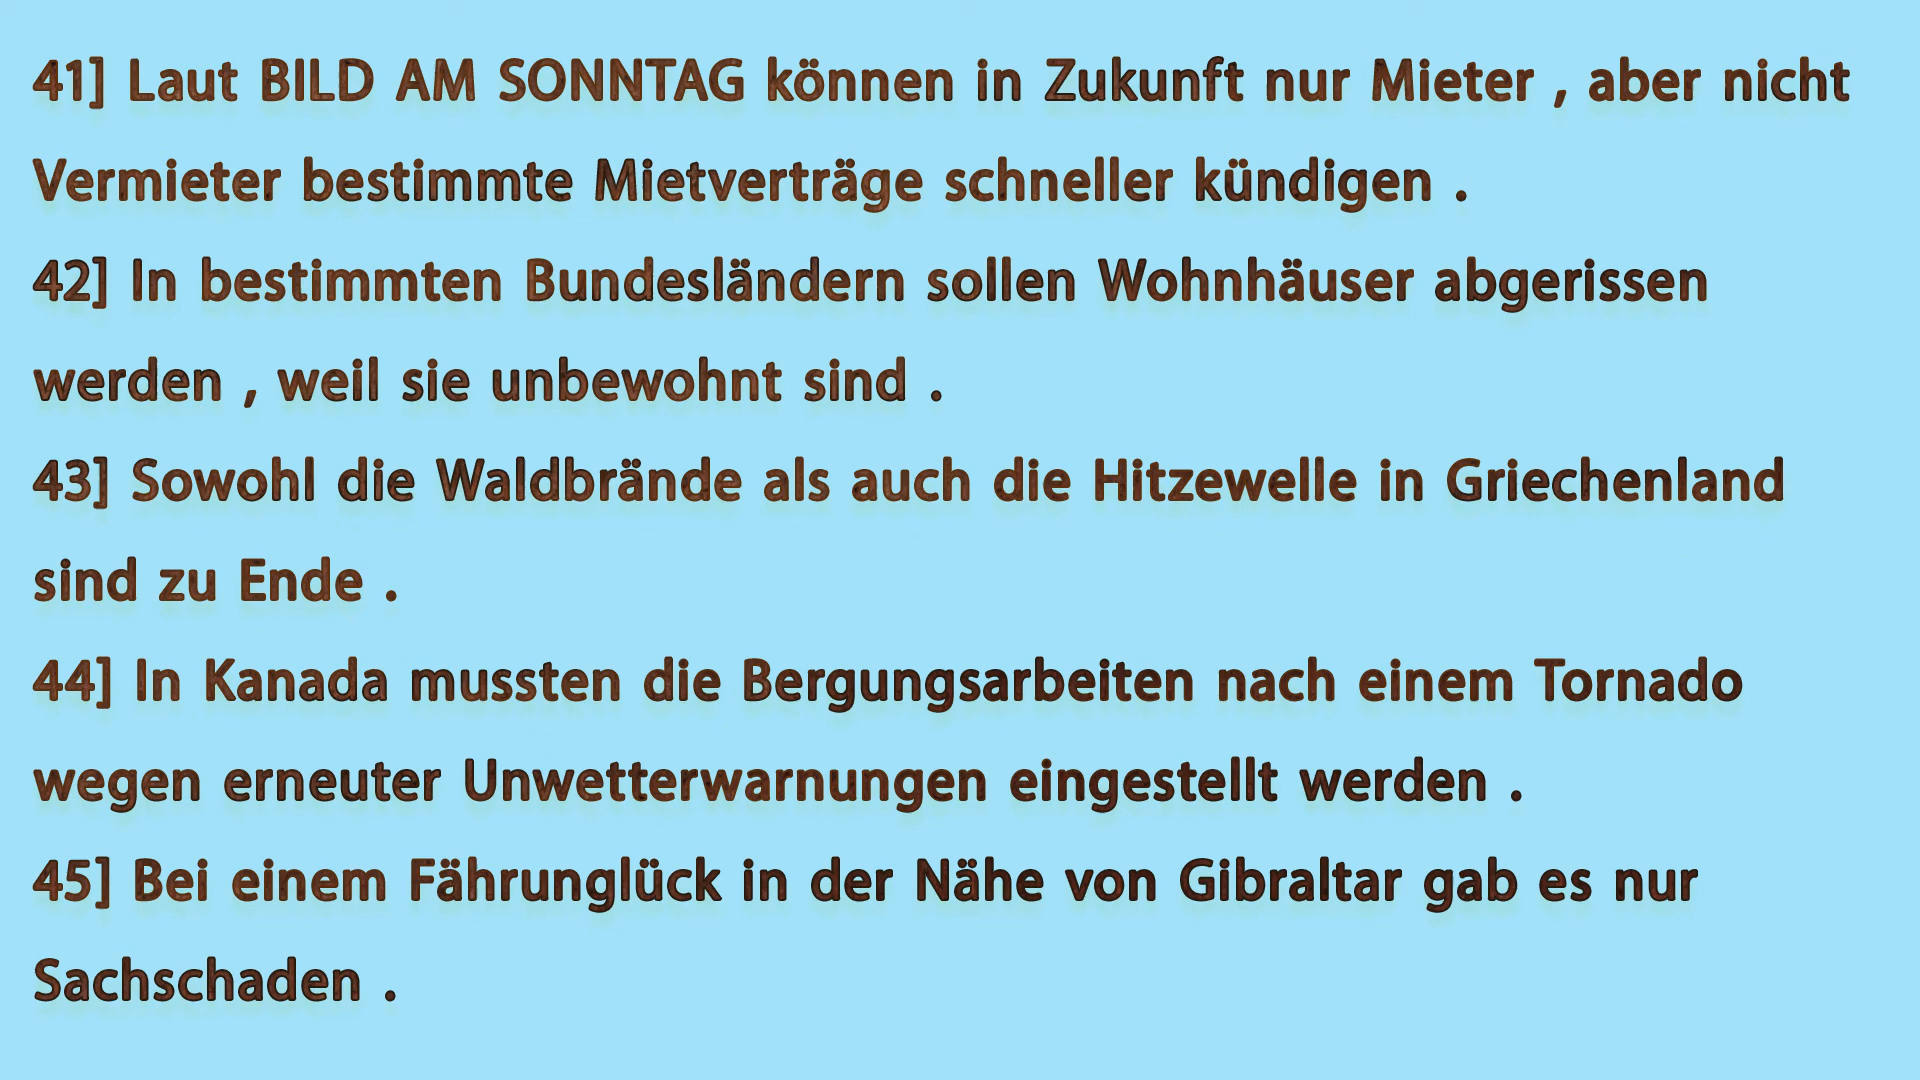 41] Laut BILD AM SONNTAG können in Zukunft nur Mieter , aber nicht
Vermieter bestimmte Mietverträge schneller kündigen .
42] In bestimmten Bundesländern sollen Wohnhäuser abgerissen
werden , weil sie unbewohnt sind .
43] Sowohl die Waldbrände als auch die Hitzewelle in Griechenland
sind zu Ende .
44] In Kanada mussten die Bergungsarbeiten nach einem Tornado
wegen erneuter Unwetterwarnungen eingestellt werden .
45] Bei einem Fährunglück in der Nähe von Gibraltar gab es nur
Sachschaden .